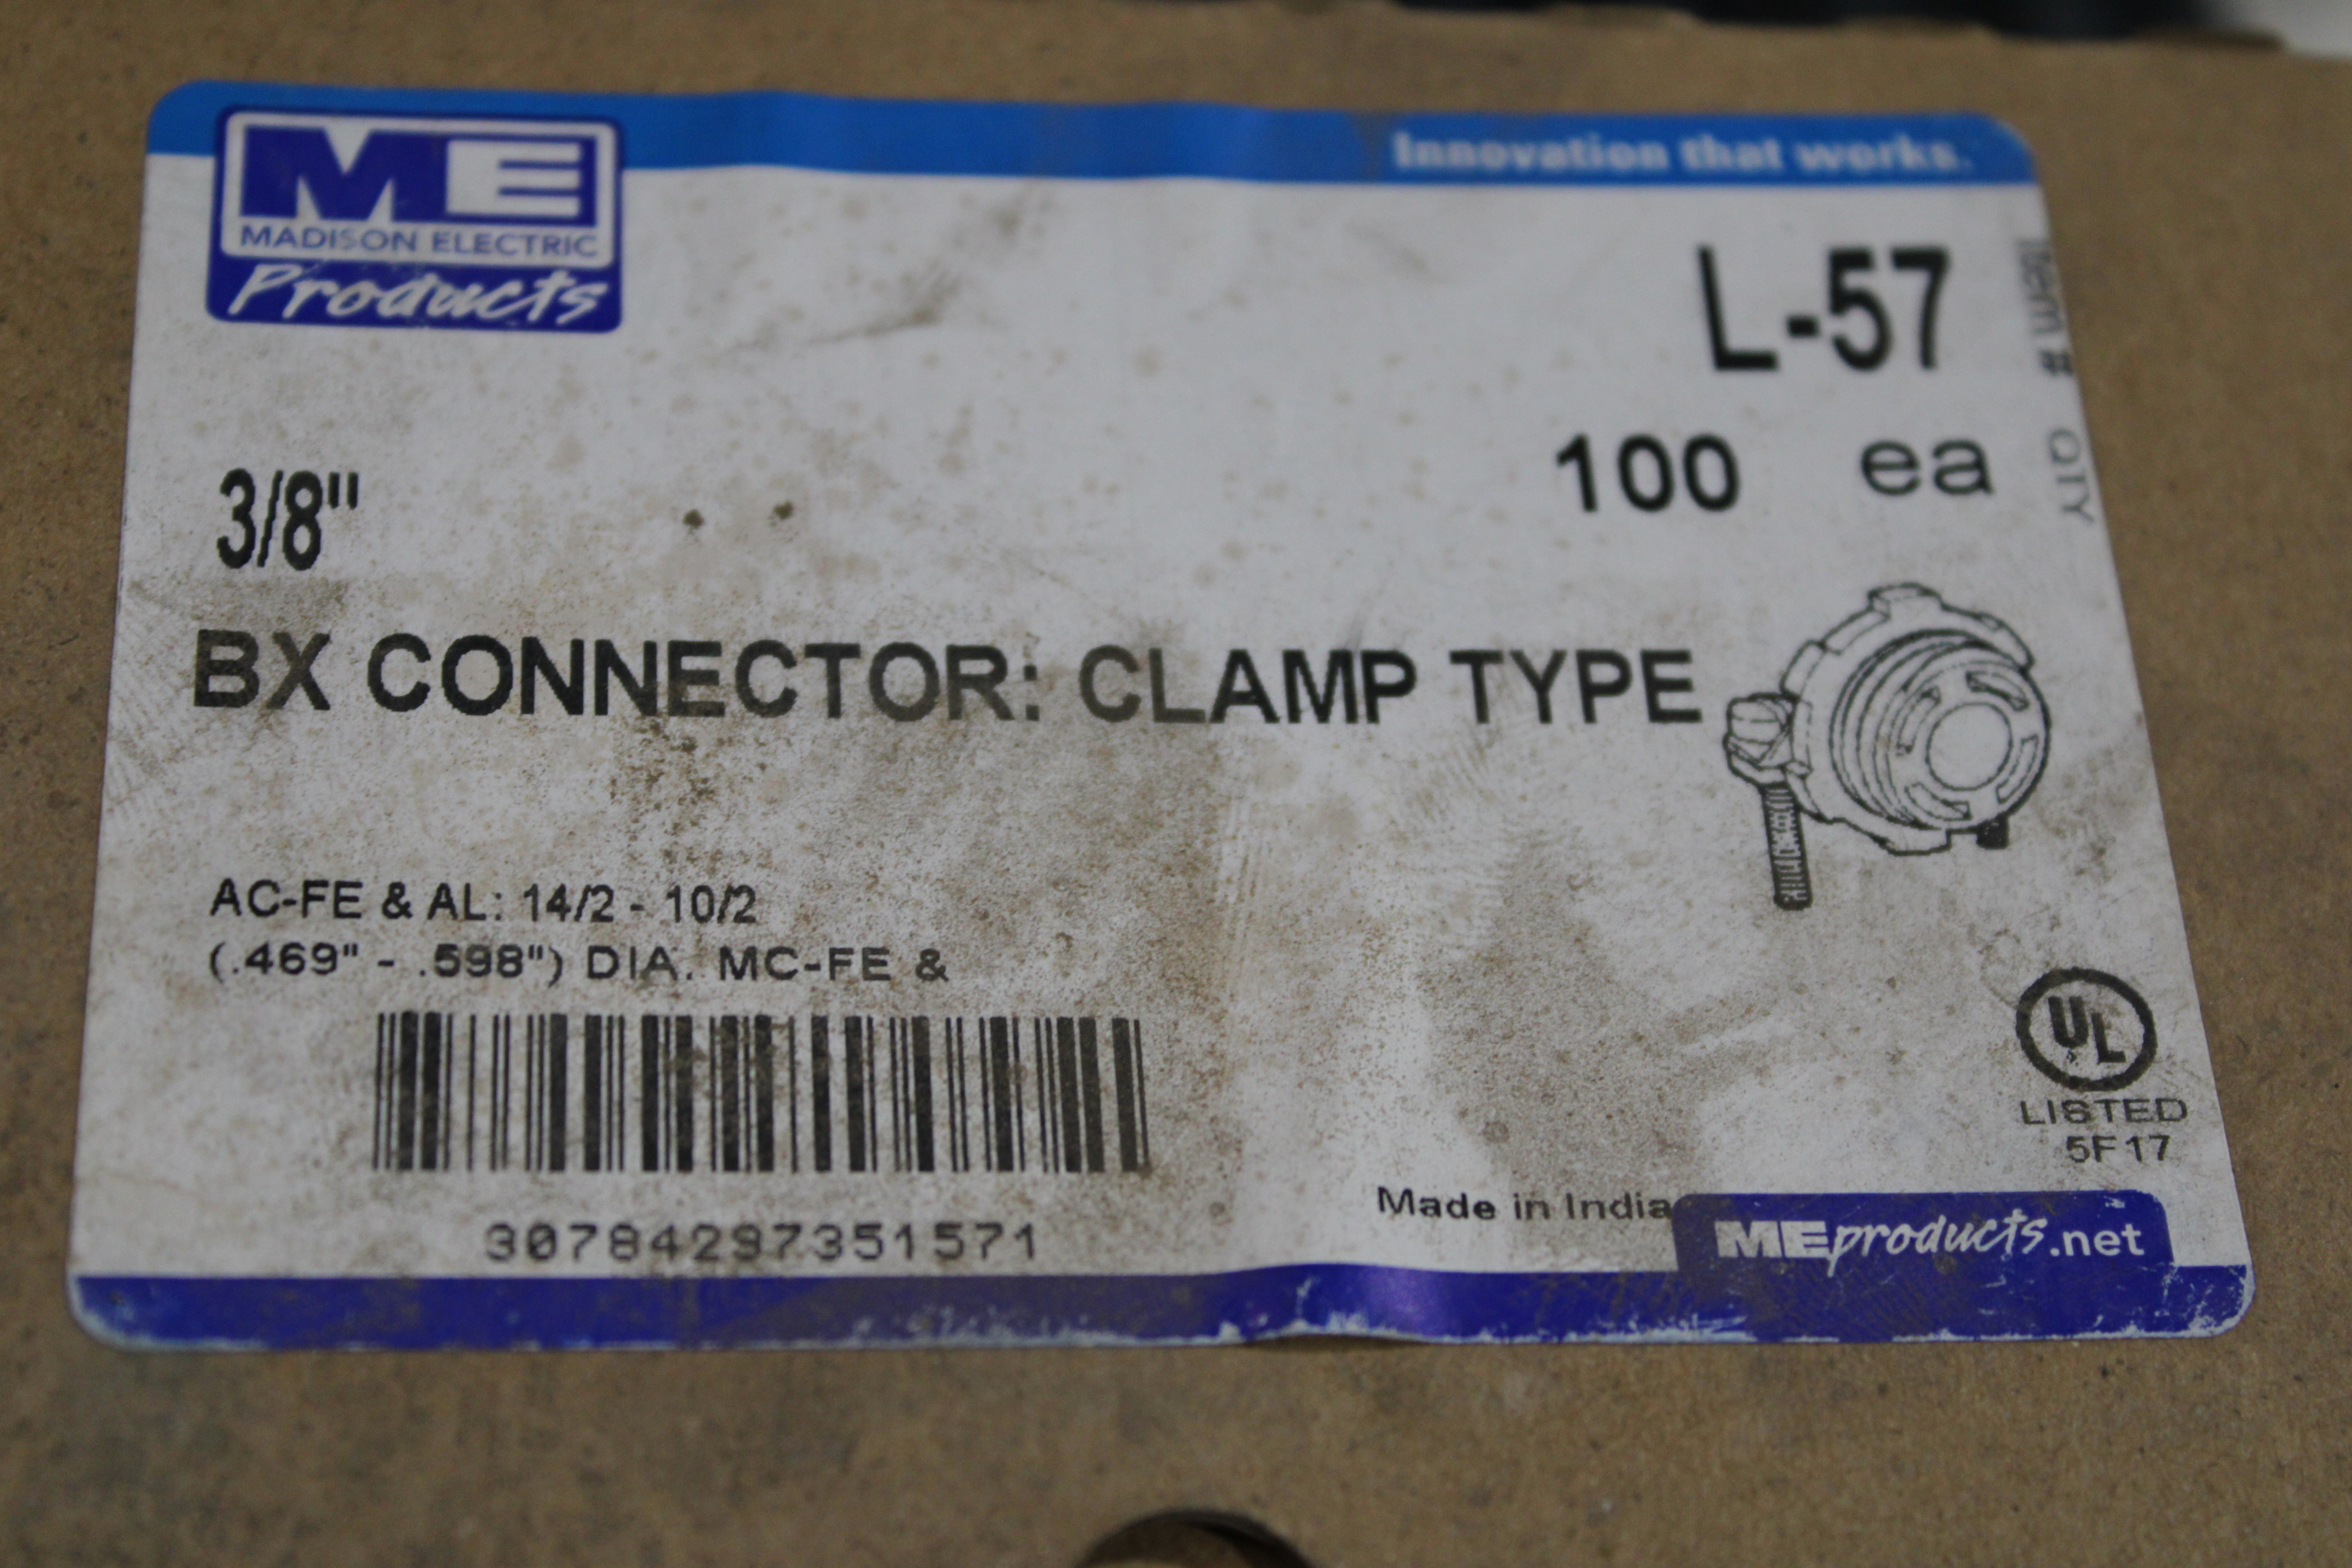 Innovation that works.
ME
MADISON ELECTRIC
Products
L-57
Item #
100 ea
QTY
3/8"
BX CONNECTOR: CLAMP TYPE
AC-FE & AL: 14/2 - 10/2
(.469" - .598") DIA. MC-FE &
UL
LISTED
5F17
30784297351571
Made in India
MEproducts.net